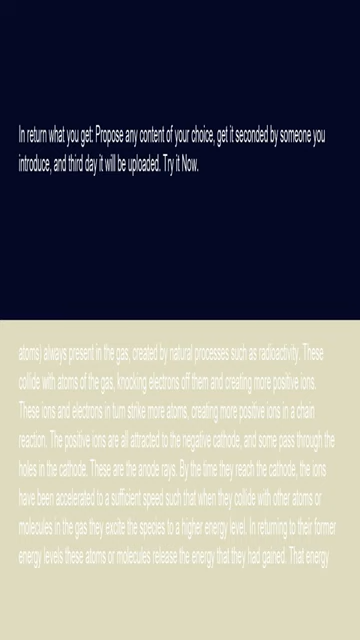 In return what you get: Propose any content of your choice, get it seconded by someone you
introduce, and third day it will be uploaded. Try it Now.
atoms) always present in the gas, created by natural processes such as radioactivity. These
collide with atoms of the gas, knocking electrons off them and creating more positive ions.
These ions and electrons in turn strike more atoms, creating more positive ions in a chain
reaction. The positive ions are all attracted to the negative cathode, and some pass through the
holes in the cathode. These are the anode rays. By the time they reach the cathode, the ions
have been accelerated to a sufficient speed such that when they collide with other atoms or
molecules in the gas they excite the species to a higher energy level. In returning to their former
energy levels these atoms or molecules release the energy that they had gained. That energy